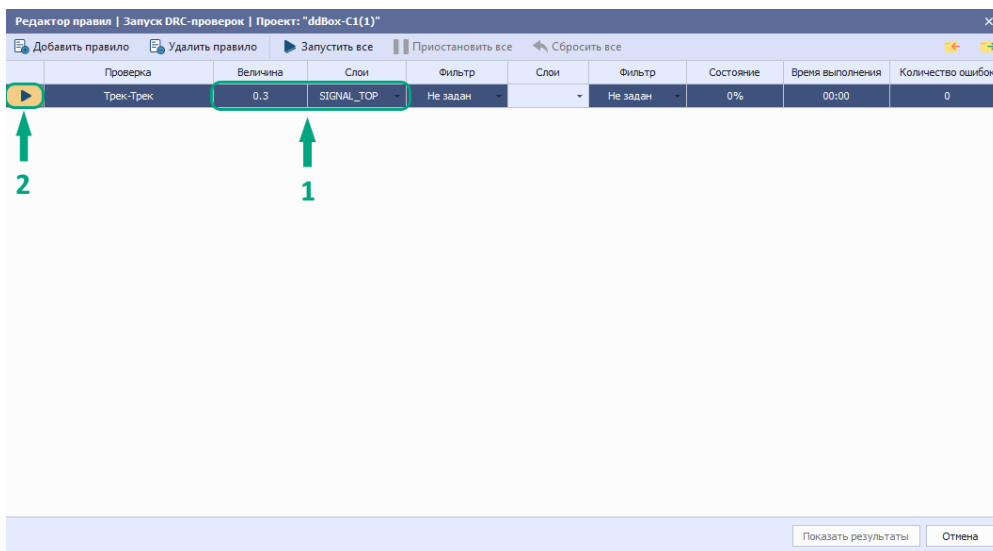 Редактор правил | Запуск DRC-проверок | Проект: "ddBox-C1(1)"
Добавить правило Удалить правило Запустить все Приостановить все Сбросить все
Проверка Величина Слои Фильтр Слои Фильтр Состояние Время выполнения Количество ошибок
Трек-Трек 0.3 SIGNAL_TOP Не задан Не задан 0% 00:00 0
2 1
Показать результаты Отмена